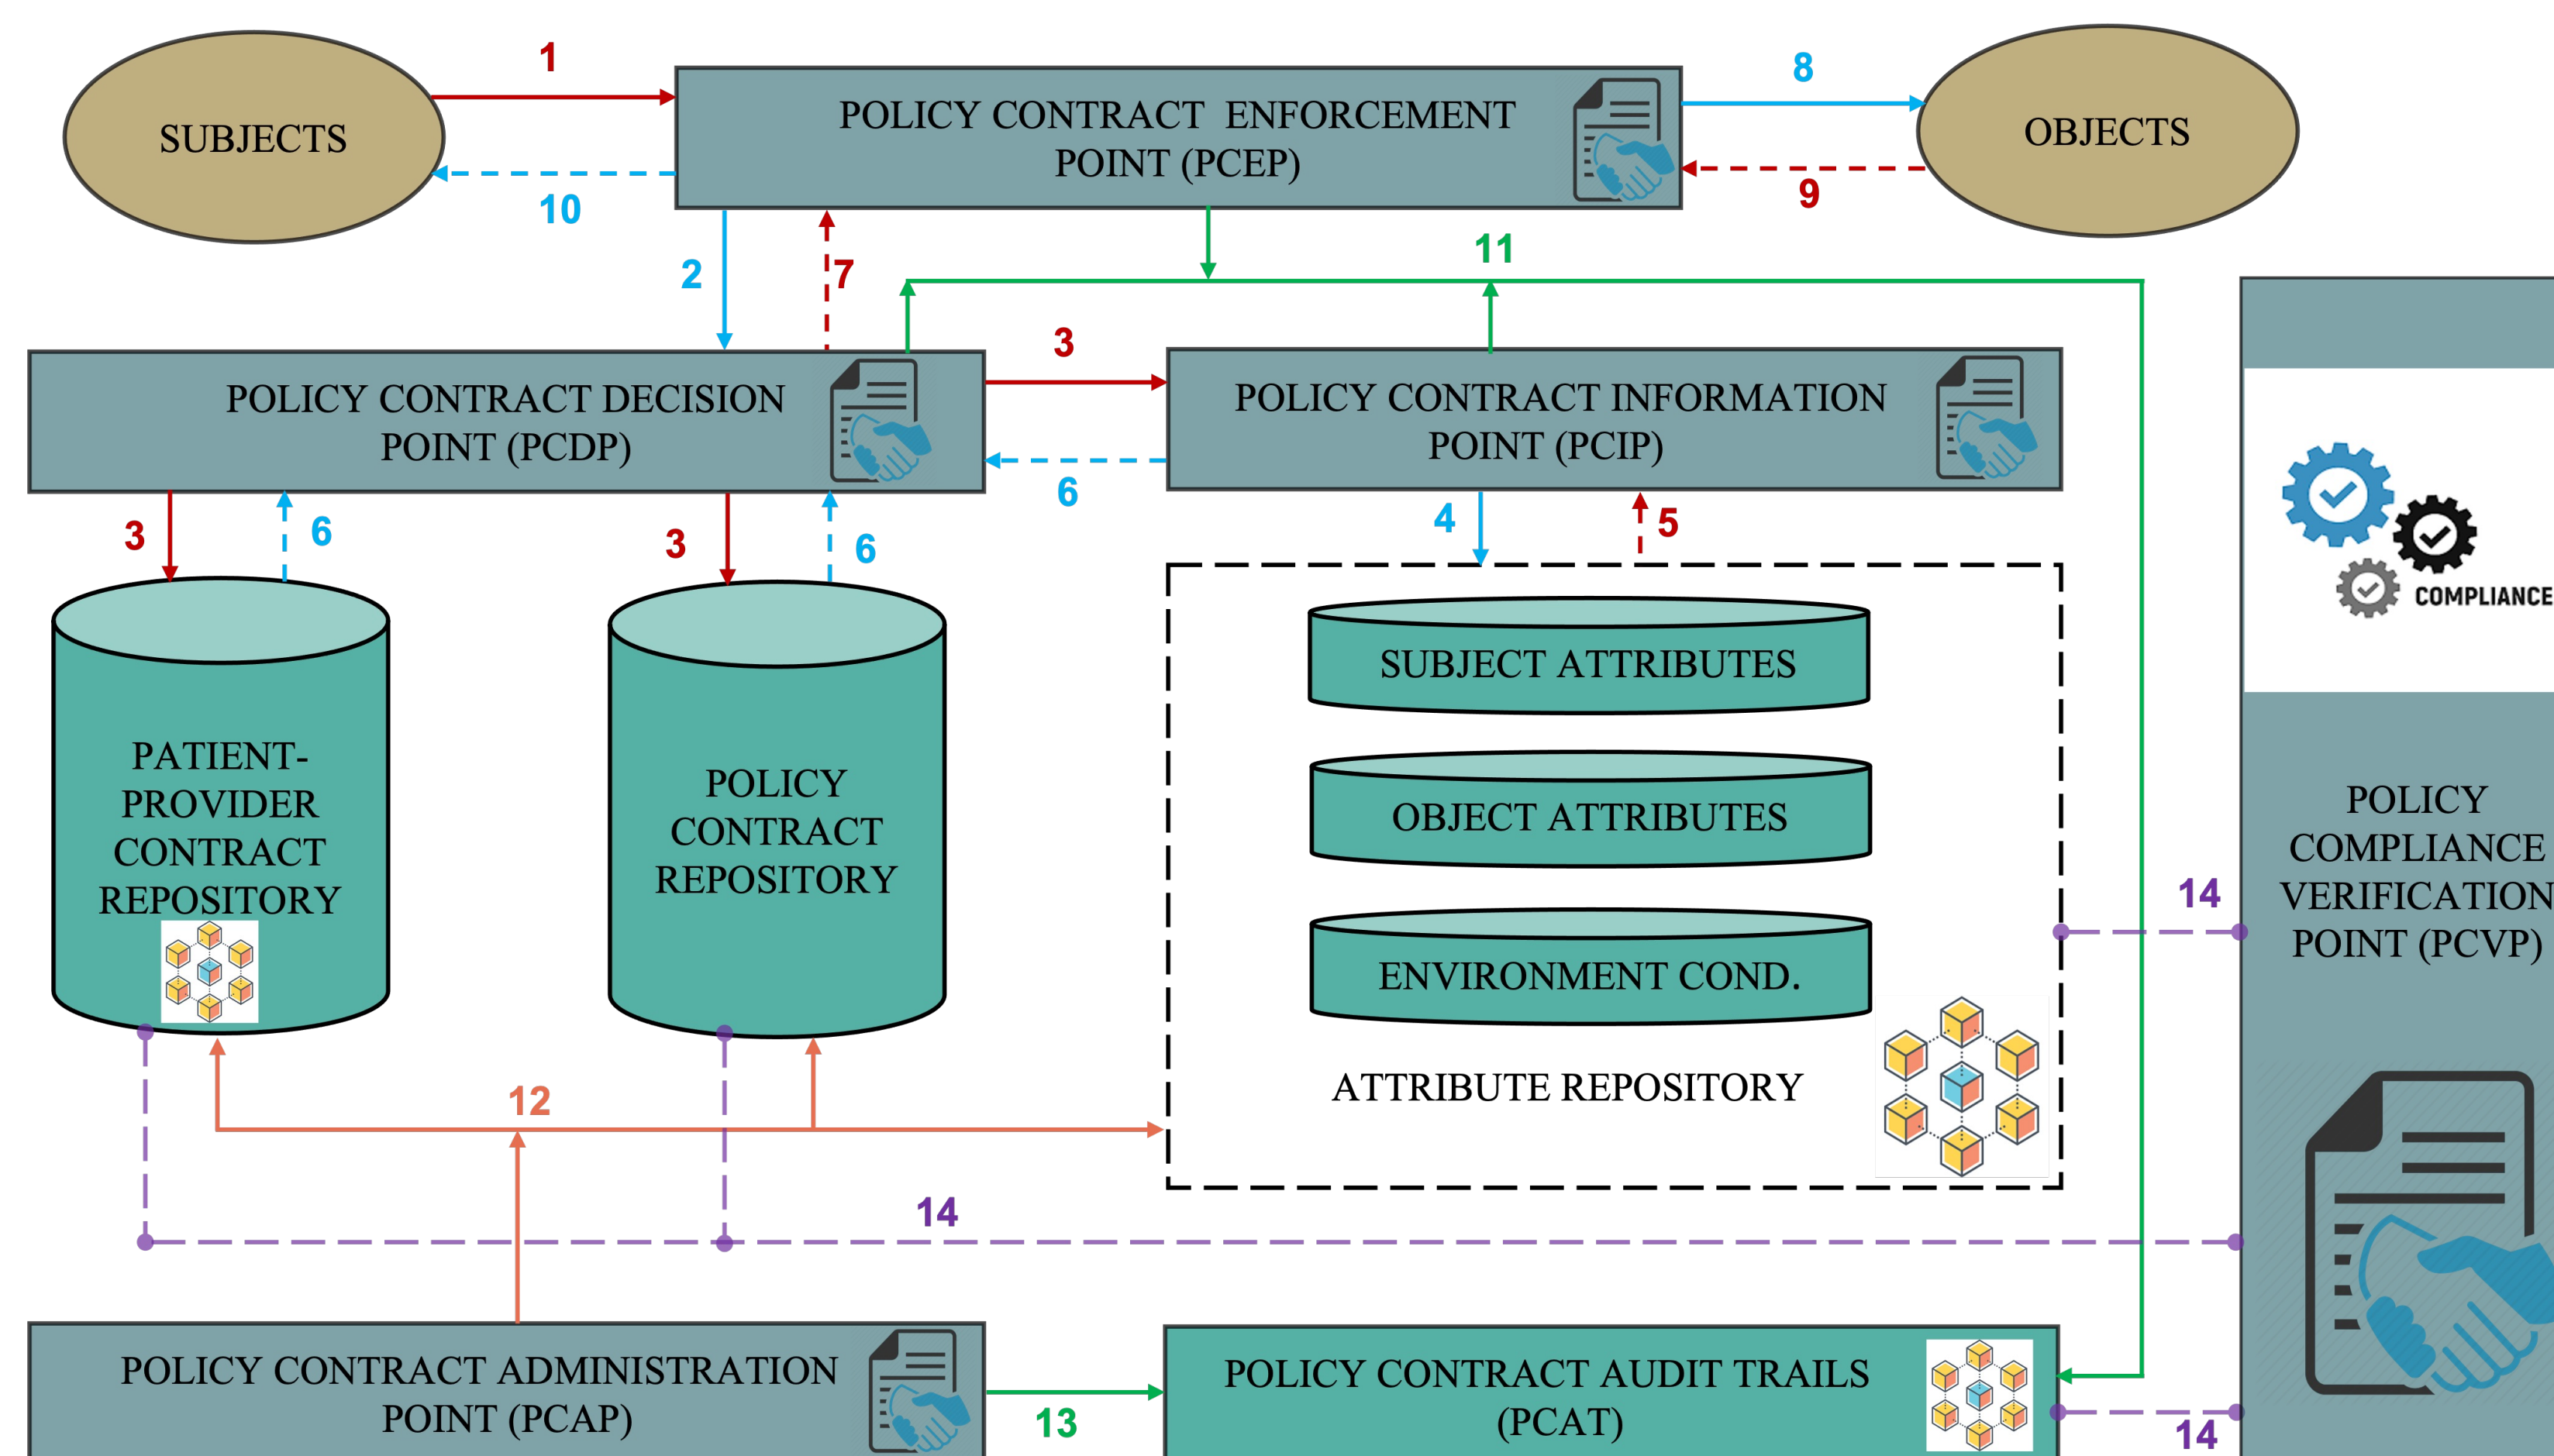 1
SUBJECTS
10
POLICY CONTRACT ENFORCEMENT
POINT (PCEP)
8
9
OBJECTS
2
7
11
POLICY CONTRACT DECISION
POINT (PCDP)
3
6
POLICY CONTRACT INFORMATION
POINT (PCIP)
3
6
3
6
4
5
PATIENT-
PROVIDER
CONTRACT
REPOSITORY
POLICY
CONTRACT
REPOSITORY
SUBJECT ATTRIBUTES
OBJECT ATTRIBUTES
ENVIRONMENT COND.
ATTRIBUTE REPOSITORY
COMPLIANCE
POLICY
COMPLIANCE
VERIFICATION
POINT (PCVP)
14
12
14
POLICY CONTRACT ADMINISTRATION
POINT (PCAP)
13
POLICY CONTRACT AUDIT TRAILS
(PCAT)
14